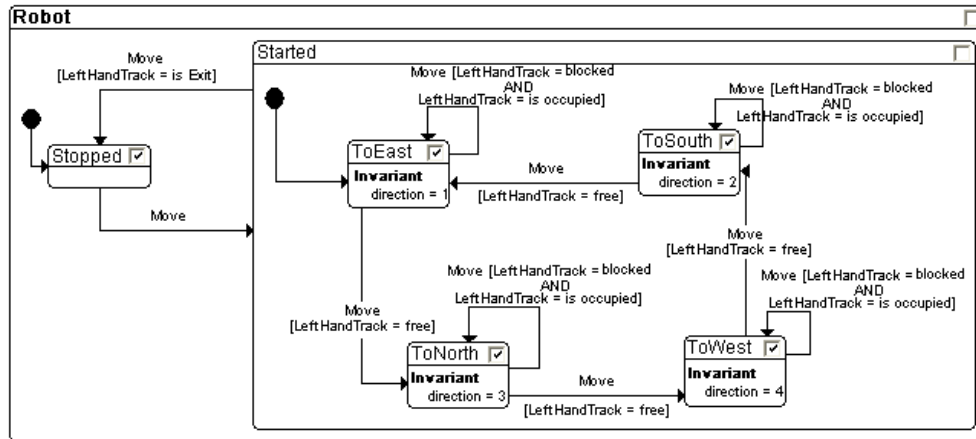 Robot
Move
[LeftHandTrack = is Exit]
Stopped
Move
Started
Move [LeftHandTrack = blocked
AND
LeftHandTrack = is occupied]
ToEast
Invariant
direction = 1
Move [LeftHandTrack = blocked
AND
LeftHandTrack = is occupied]
ToSouth
Invariant
direction = 2
Move
[LeftHandTrack = free]
Move
[LeftHandTrack = free]
Move [LeftHandTrack = blocked
AND
LeftHandTrack = is occupied]
Move [LeftHandTrack = blocked
AND
LeftHandTrack = is occupied]
Move
[LeftHandTrack = free]
ToNorth
Invariant
direction = 3
Move
[LeftHandTrack = free]
ToWest
Invariant
direction = 4